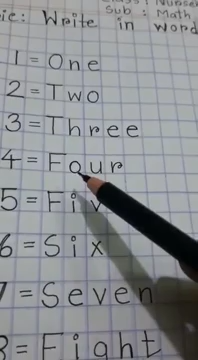 Sub : Math
ic: Write in word
1 = One
2 = Two
3 = Three
4 = Four
5 = Fiv
6 = Six
7 = Seven
8 = Eight